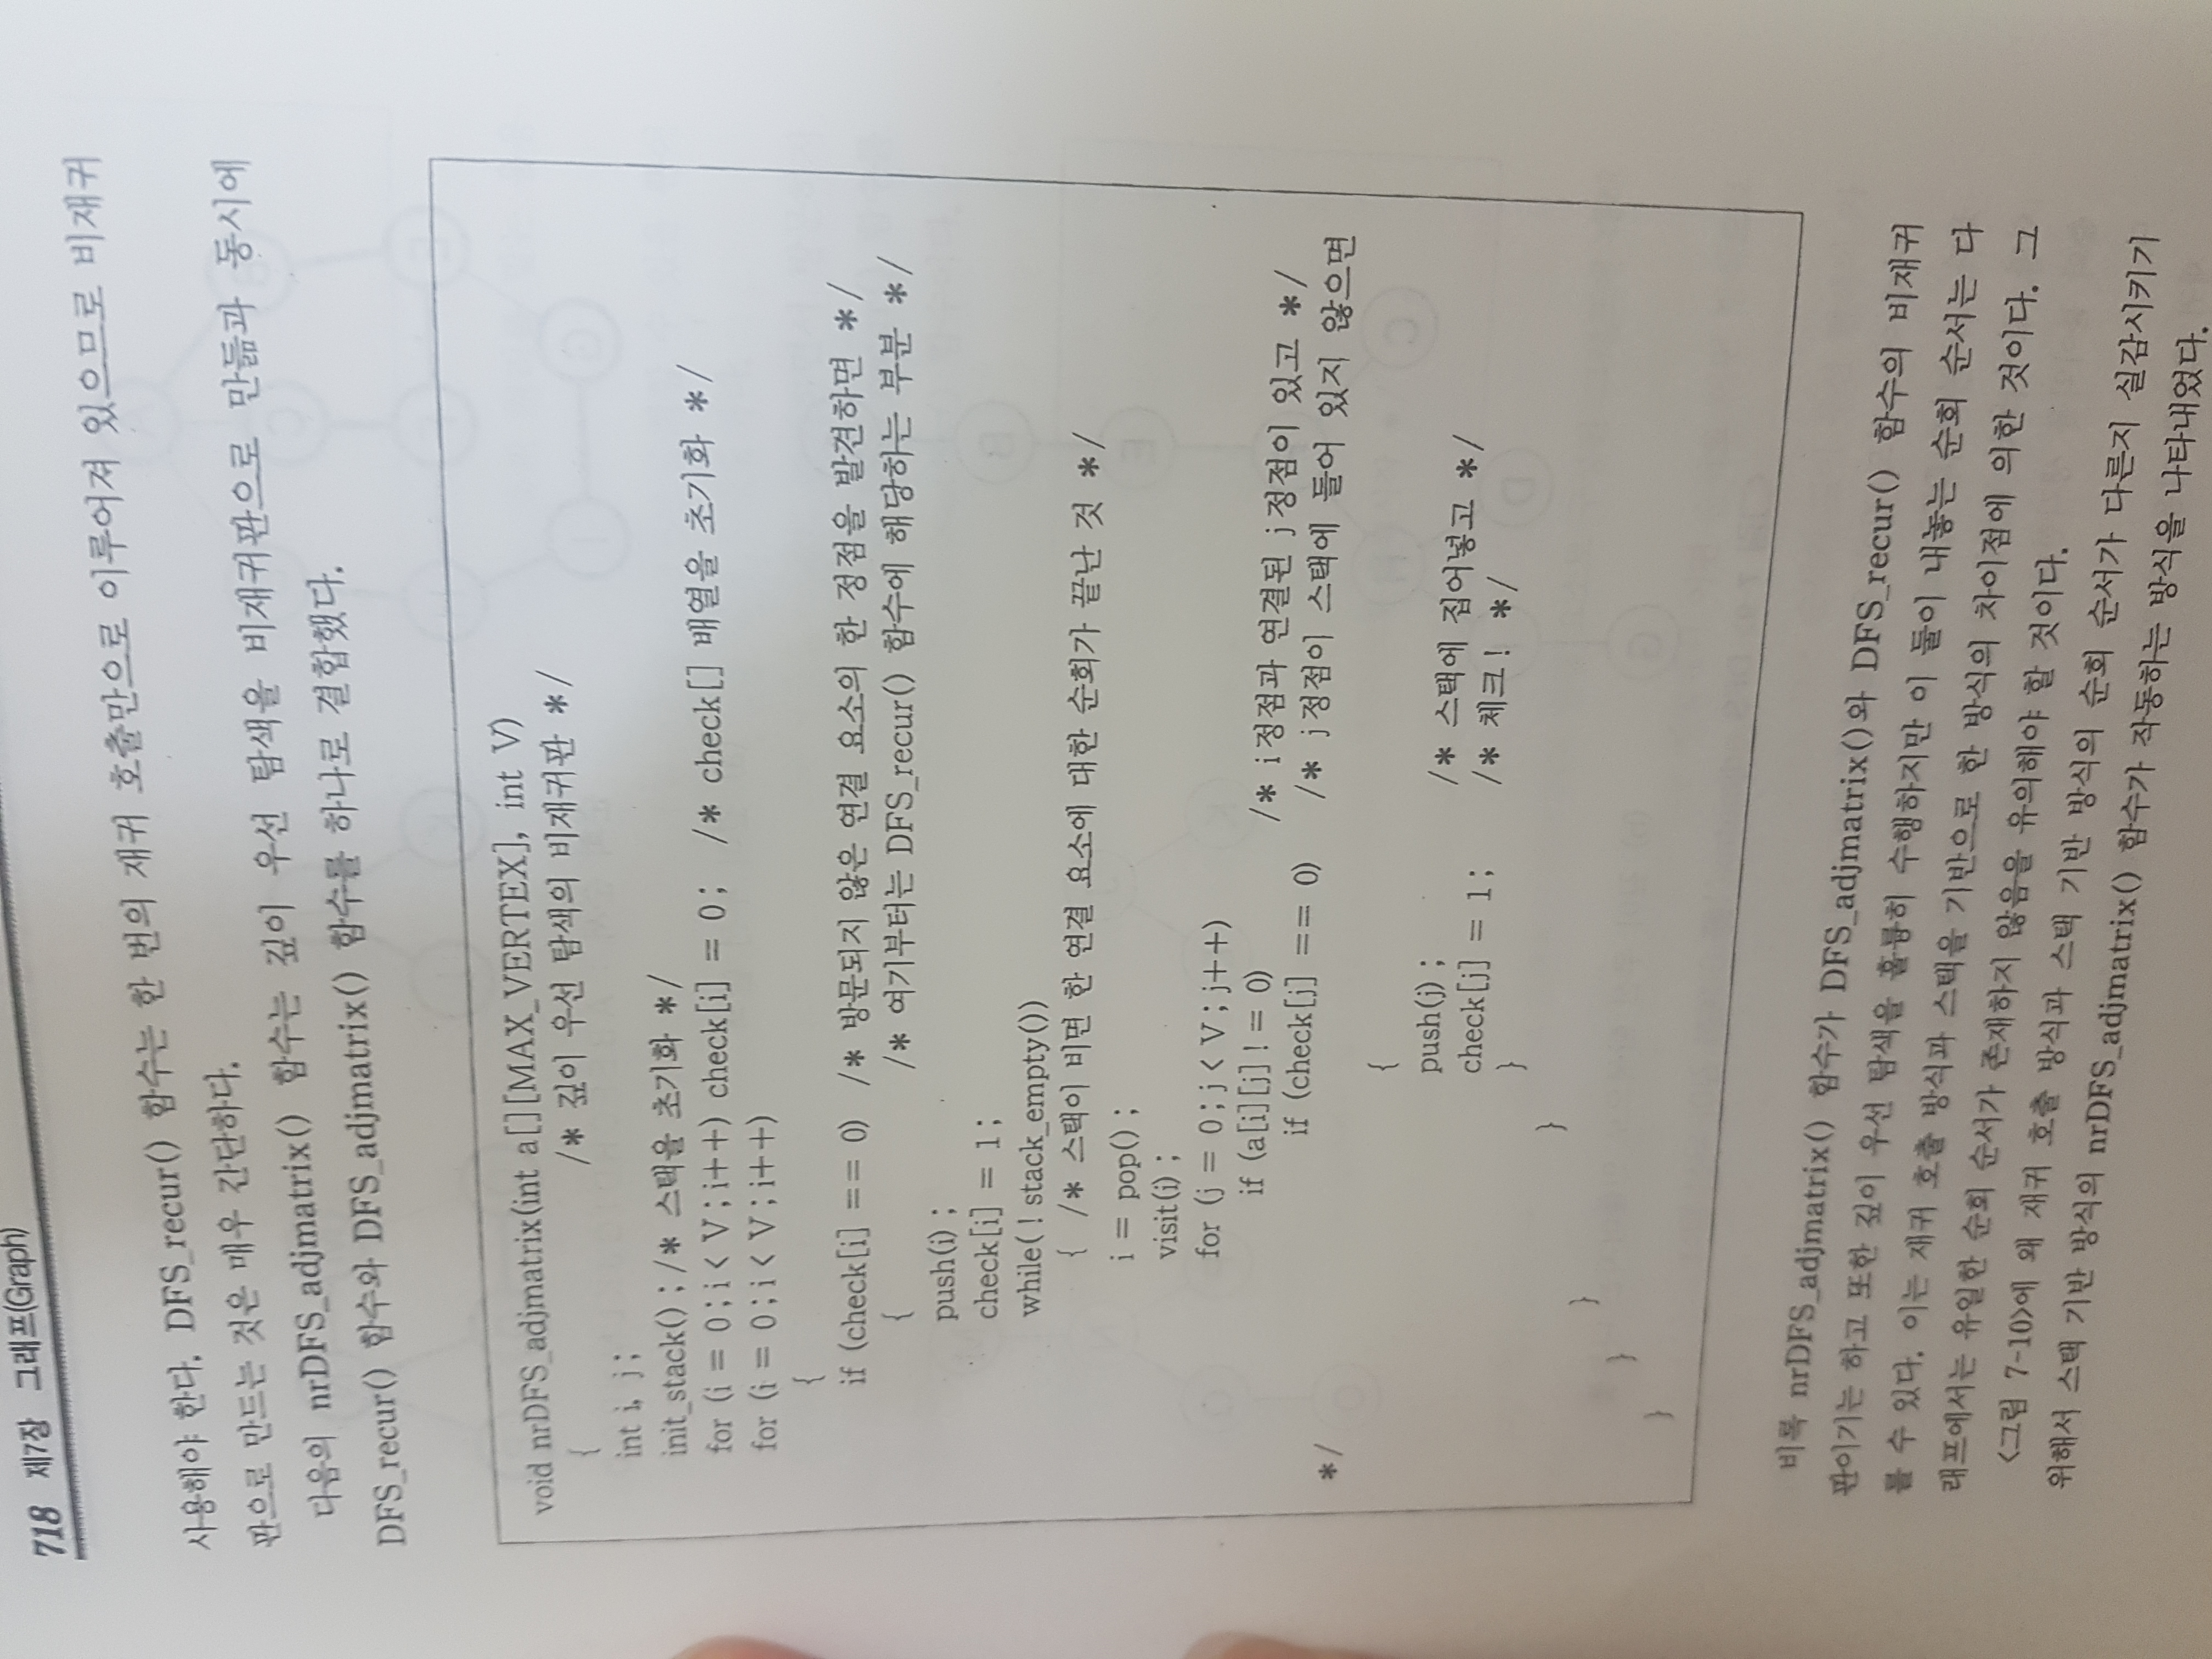 718 제7장 그래프(Graph)
사용해야 한다. DFS_recur() 함수는 한 번의 재귀 호출만으로 이루어져 있으므로 비재귀
판으로 만드는 것은 매우 간단하다.
다음의 nrDFS_adjmatrix() 함수는 깊이 우선 탐색을 비재귀판으로 만듦과 동시에
DFS_recur() 함수와 DFS_adjmatrix() 함수를 하나로 결합했다.
void nrDFS_adjmatrix(int a[][MAX_VERTEX], int V)
{ /* 깊이 우선 탐색의 비재귀판 */
int i, j;
init_stack(); /* 스택을 초기화 */
for (i = 0; i < V; i++) check[i] = 0; /* check[] 배열을 초기화 */
for (i = 0; i < V; i++)
{
if (check[i] == 0) /* 방문되지 않은 연결 요소의 한 정점을 발견하면 */
{ /* 여기부터는 DFS_recur() 함수에 해당하는 부분 */
push(i);
check[i] = 1;
while(! stack_empty())
{ /* 스택이 비면 한 연결 요소에 대한 순회가 끝난 것 */
i = pop();
visit(i);
for (j = 0; j < V; j++)
if (a[i][j] != 0) /* i정점과 연결된 j정점이 있고 */
if (check[j] == 0) /* j정점이 스택에 들어 있지 않으면
*/
{
push(j); /* 스택에 집어넣고 */
check[j] = 1; /* 체크! */
}
}
}
}
}
비록 nrDFS_adjmatrix() 함수가 DFS_adjmatrix()와 DFS_recur() 함수의 비재귀
판이기는 하고 또한 깊이 우선 탐색을 훌륭히 수행하지만 이 둘이 내놓는 순회 순서는 다
를 수 있다. 이는 재귀 호출 방식과 스택을 기반으로 한 방식의 차이점에 의한 것이다. 그
래프에서는 유일한 순회 순서가 존재하지 않음을 유의해야 할 것이다.
<그림 7-10>에 왜 재귀 호출 방식과 스택 기반 방식의 순회 순서가 다른지 실감시키기
위해서 스택 기반 방식의 nrDFS_adjmatrix() 함수가 작동하는 방식을 나타내었다.